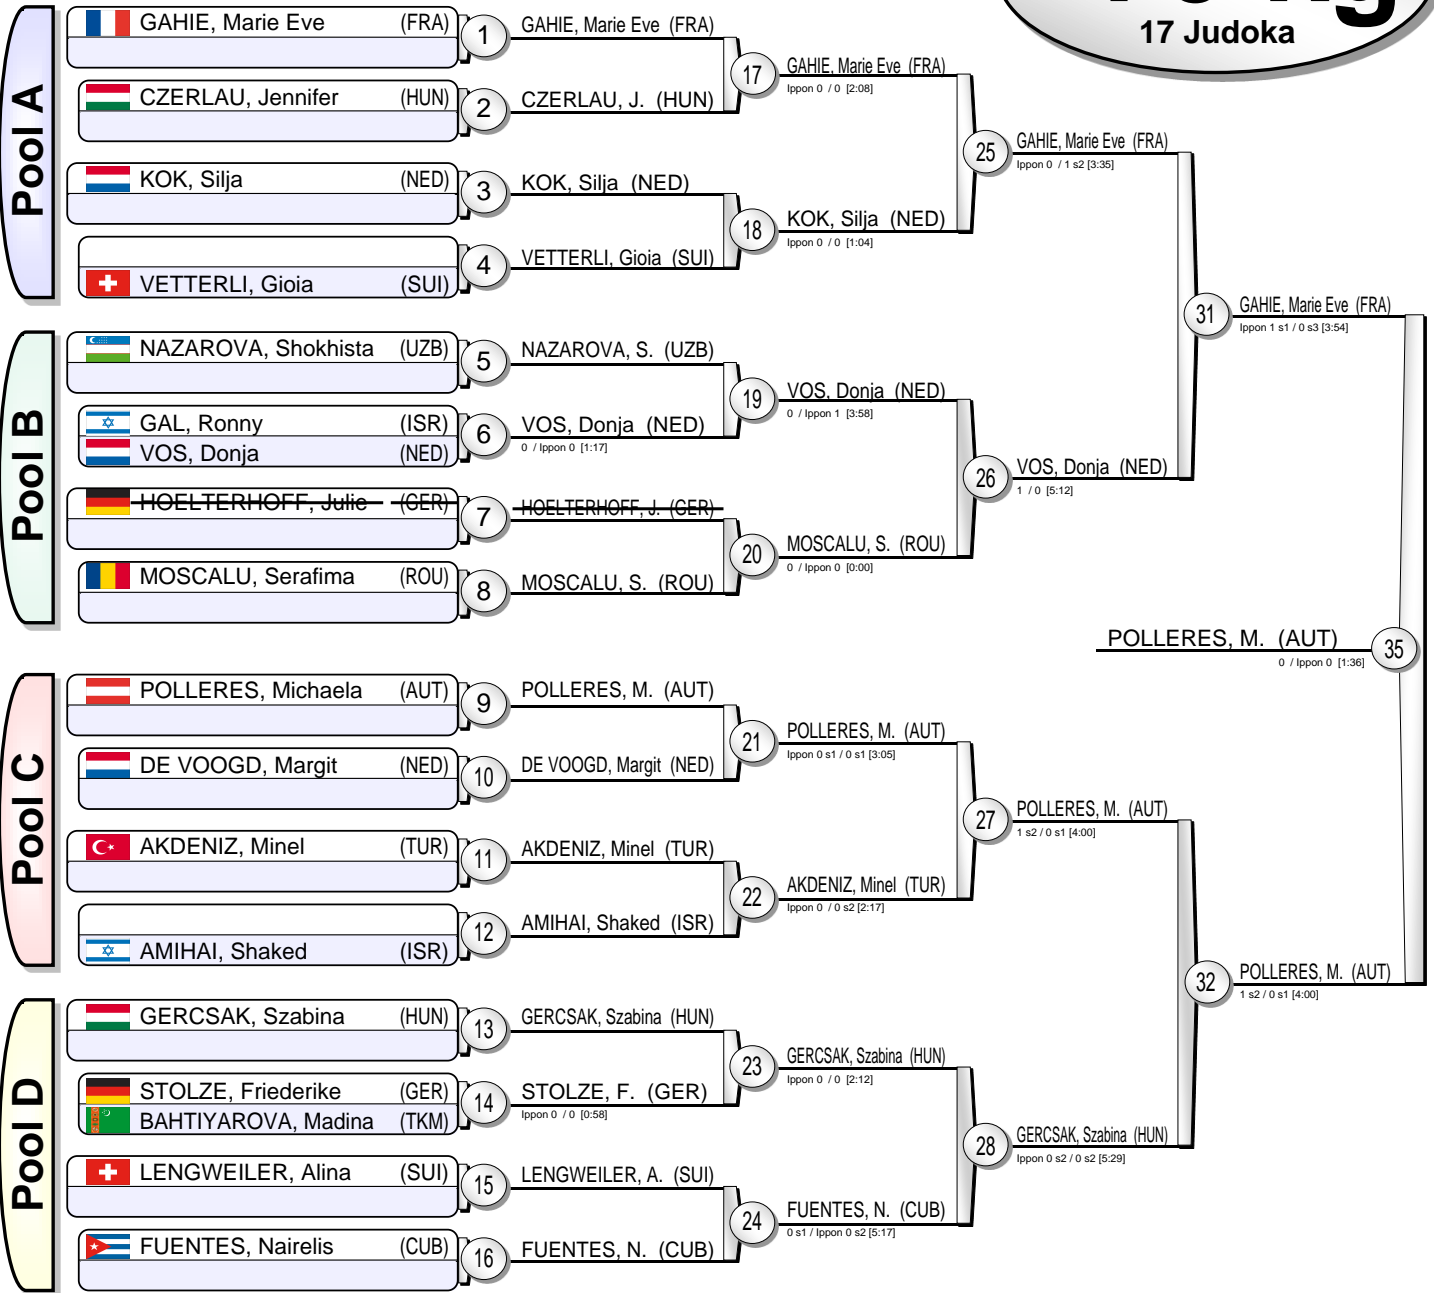 17 Judoka
Pool A
GAHIE, Marie Eve (FRA)
1
GAHIE, Marie Eve (FRA)
CZERLAU, Jennifer (HUN)
2
CZERLAU, J. (HUN)
17
GAHIE, Marie Eve (FRA)
Ippon 0 / 0 [2:08]
KOK, Silja (NED)
3
KOK, Silja (NED)
VETTERLI, Gioia (SUI)
4
VETTERLI, Gioia (SUI)
18
KOK, Silja (NED)
Ippon 0 / 0 [1:04]
25
GAHIE, Marie Eve (FRA)
Ippon 0 / 1 s2 [3:35]
Pool B
NAZAROVA, Shokhista (UZB)
5
NAZAROVA, S. (UZB)
GAL, Ronny (ISR)
VOS, Donja (NED)
6
VOS, Donja (NED)
0 / Ippon 0 [1:17]
19
VOS, Donja (NED)
0 / Ippon 1 [3:58]
HOELTERHOFF, Julie (GER)
7
HOELTERHOFF, J. (GER)
MOSCALU, Serafima (ROU)
8
MOSCALU, S. (ROU)
20
MOSCALU, S. (ROU)
0 / Ippon 0 [0:00]
26
VOS, Donja (NED)
1 / 0 [5:12]
31
GAHIE, Marie Eve (FRA)
Ippon 1 s1 / 0 s3 [3:54]
POLLERES, M. (AUT)
0 / Ippon 0 [1:36]
35
Pool C
POLLERES, Michaela (AUT)
9
POLLERES, M. (AUT)
DE VOOGD, Margit (NED)
10
DE VOOGD, Margit (NED)
21
POLLERES, M. (AUT)
Ippon 0 s1 / 0 s1 [3:05]
AKDENIZ, Minel (TUR)
11
AKDENIZ, Minel (TUR)
AMIHAI, Shaked (ISR)
12
AMIHAI, Shaked (ISR)
22
AKDENIZ, Minel (TUR)
Ippon 0 / 0 s2 [2:17]
27
POLLERES, M. (AUT)
1 s2 / 0 s1 [4:00]
Pool D
GERCSAK, Szabina (HUN)
13
GERCSAK, Szabina (HUN)
STOLZE, Friederike (GER)
BAHTIYAROVA, Madina (TKM)
14
STOLZE, F. (GER)
Ippon 0 / 0 [0:58]
23
GERCSAK, Szabina (HUN)
Ippon 0 / 0 [2:12]
LENGWEILER, Alina (SUI)
15
LENGWEILER, A. (SUI)
FUENTES, Nairelis (CUB)
16
FUENTES, N. (CUB)
24
FUENTES, N. (CUB)
0 s1 / Ippon 0 s2 [5:17]
28
GERCSAK, Szabina (HUN)
Ippon 0 s2 / 0 s2 [5:29]
32
POLLERES, M. (AUT)
1 s2 / 0 s1 [4:00]